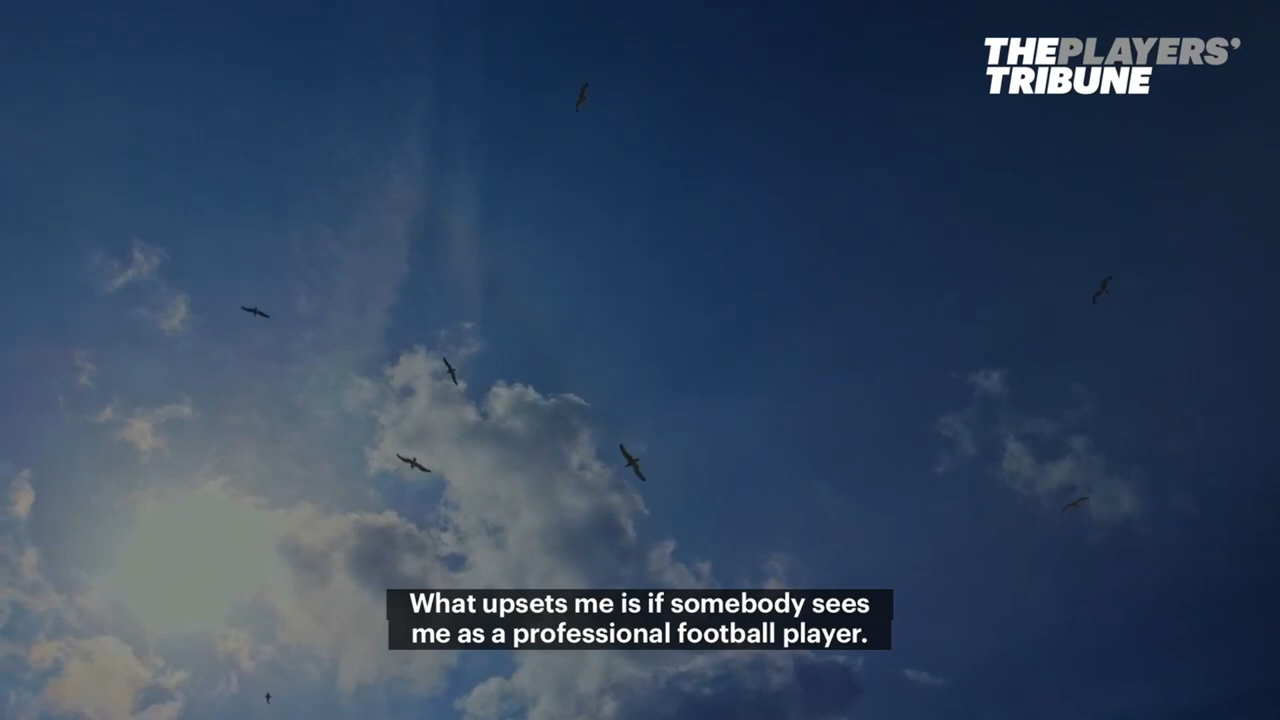 THEPLAYERS'
TRIBUNE
What upsets me is if somebody sees
me as a professional football player.